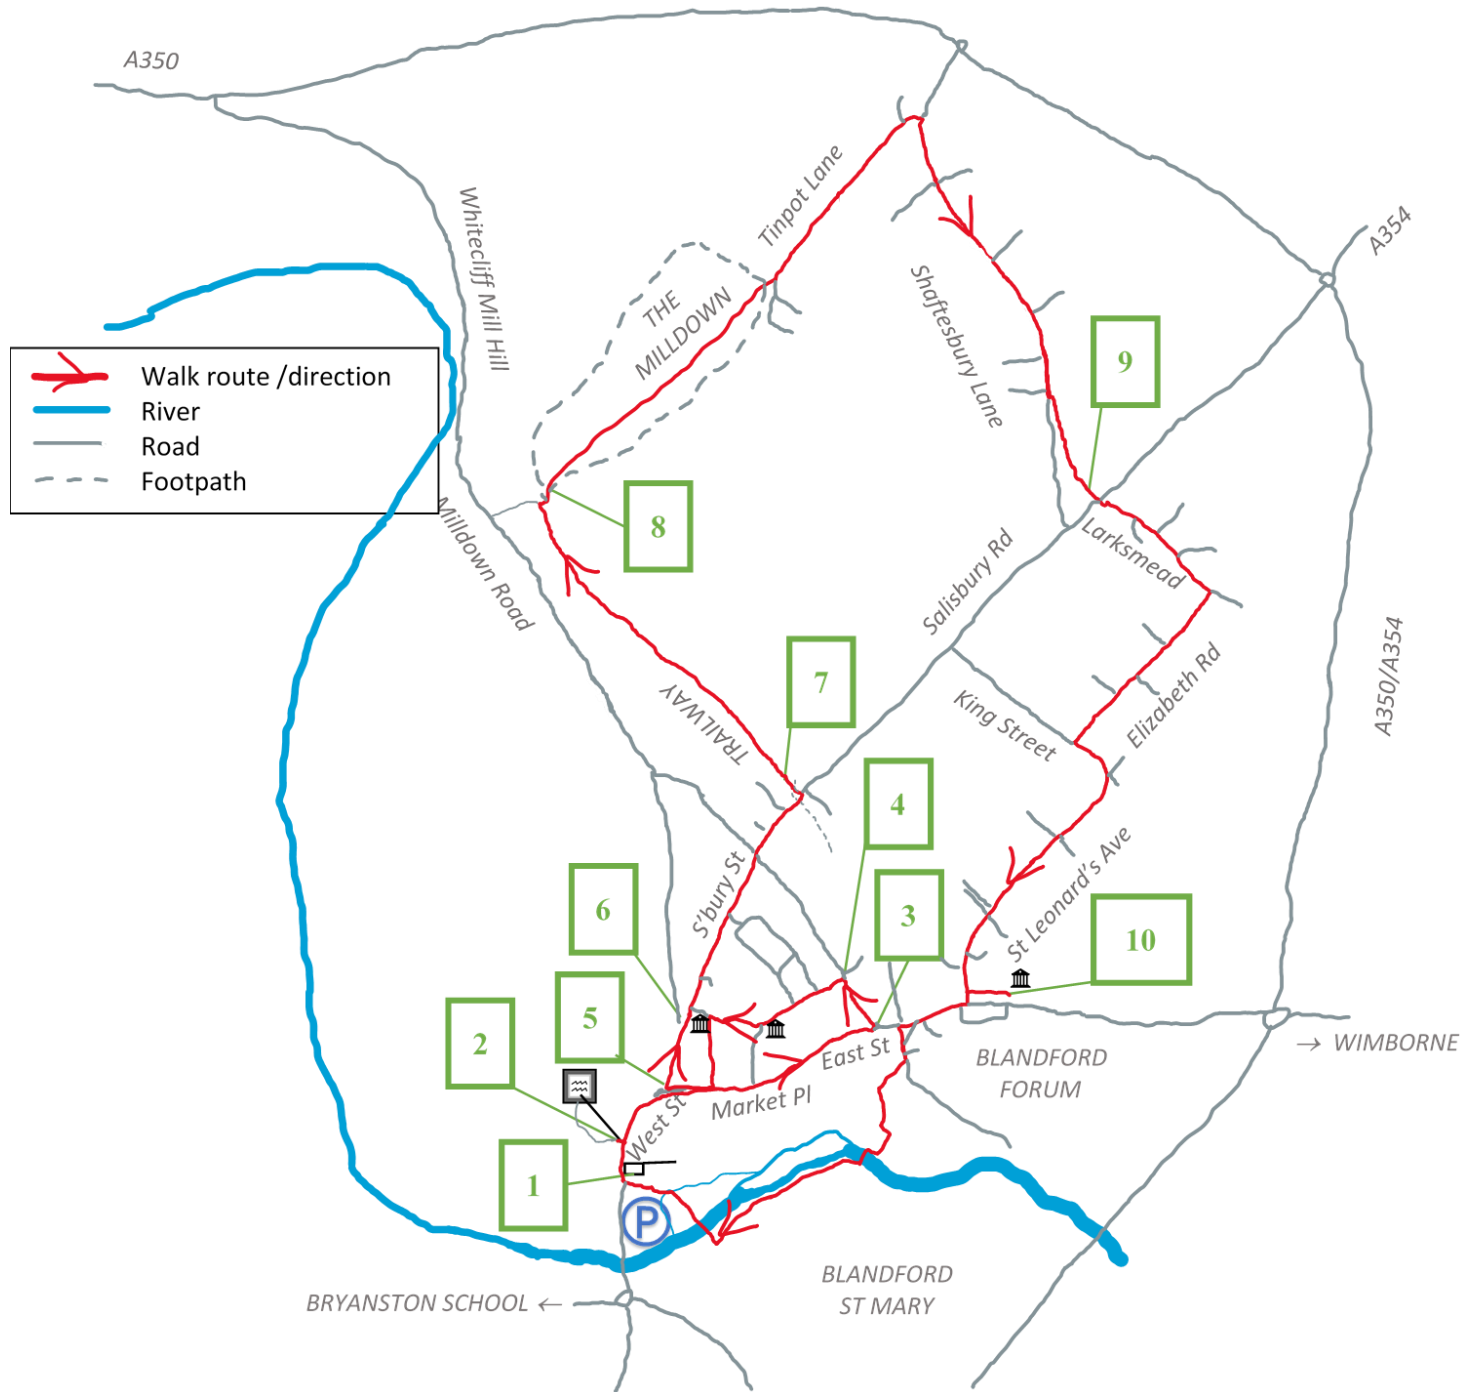 A350
Whitecliff Mill Hill
Tinpot Lane
A354
THE
MILLDOWN
Shaftesbury Lane
9
Walk route /direction
River
Road
Footpath
8
Milldown Road
Larksmead
Salisbury Rd
7
TRAILWAY
King Street
Elizabeth Rd
A350/A354
4
6
S'bury St
3
St Leonard's Ave
10
5
2
East St
Market Pl
West St
BLANDFORD
FORUM
→ WIMBORNE
1
P
BLANDFORD
ST MARY
BRYANSTON SCHOOL ←